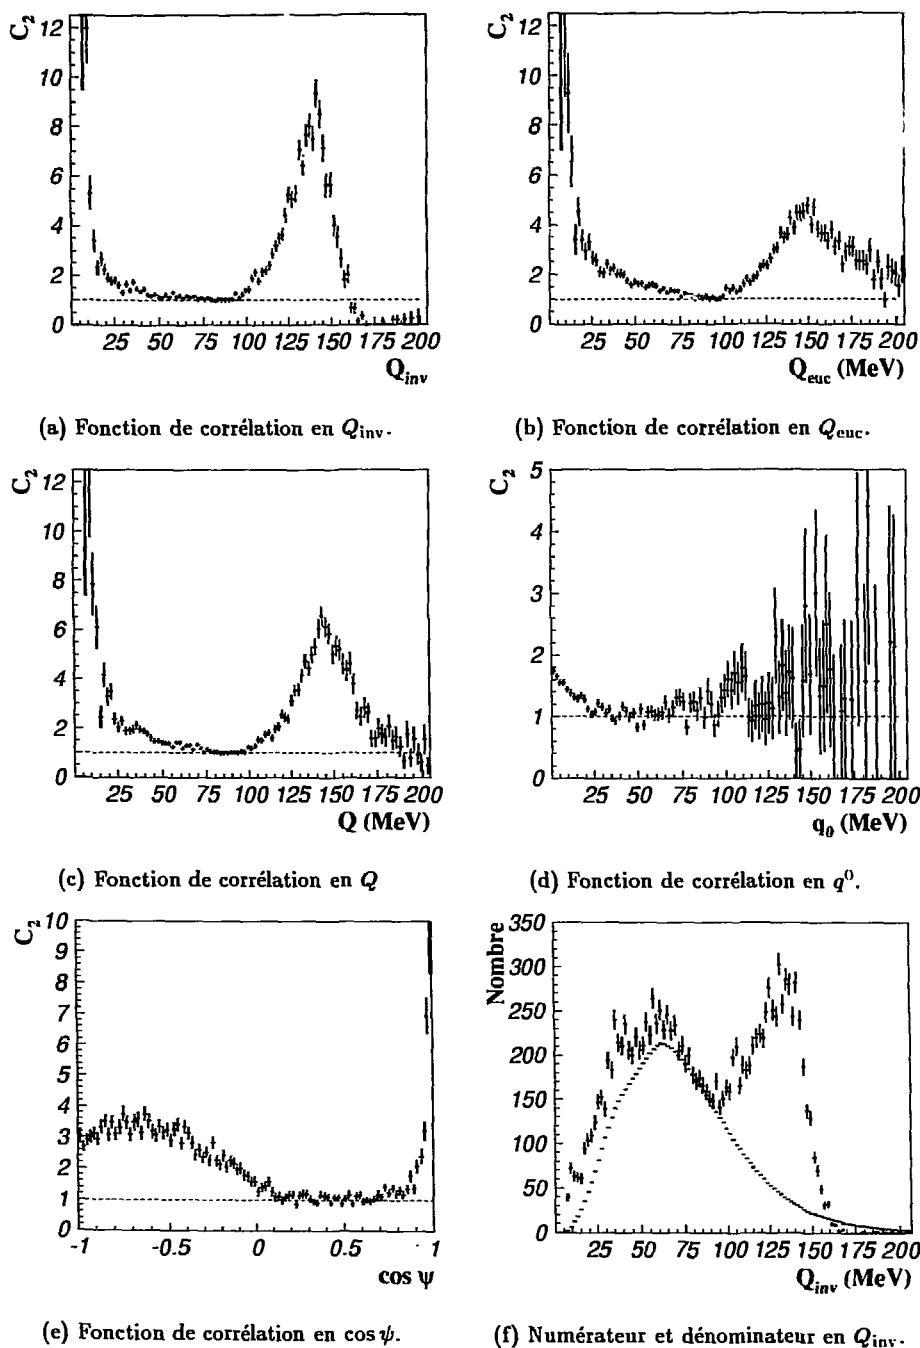 C2
12
10
8
6
4
2
0
25 50 75 100 125 150 175 200
Qinv
(a) Fonction de corrélation en Qinv.
C2
12
10
8
6
4
2
0
25 50 75 100 125 150 175 200
Qeuc (MeV)
(b) Fonction de corrélation en Qeuc.
C2
12
10
8
6
4
2
0
25 50 75 100 125 150 175 200
Q (MeV)
(c) Fonction de corrélation en Q
C2
5
4
3
2
1
0
25 50 75 100 125 150 175 200
q0 (MeV)
(d) Fonction de corrélation en q⁰.
C2
10
9
8
7
6
5
4
3
2
1
0
-1 -0.5 0 0.5 1
cos ψ
(e) Fonction de corrélation en cos ψ.
Nombre
350
300
250
200
150
100
50
0
25 50 75 100 125 150 175 200
Qinv (MeV)
(f) Numérateur et dénominateur en Qinv.